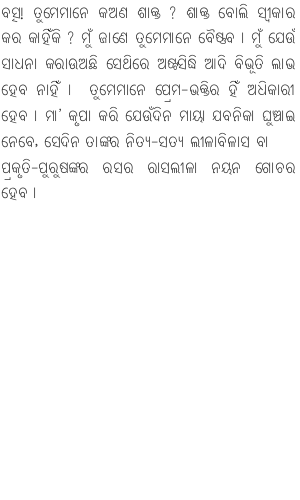 ବତ୍ସ! ତୁମେମାନେ କଅଣ ଶାକ୍ତ ? ଶାକ୍ତ ବୋଲି ସ୍ୱୀକାର
କର କାହିଁକି ? ମୁଁ ଜାଣେ ତୁମେମାନେ ବୈଷ୍ଣବ । ମୁଁ ଯେଉଁ
ସାଧନା କରାଉଅଛି ସେଥିରେ ଅଷ୍ଟସିଦ୍ଧି ଆଦି ବିଭୂତି ଲାଭ
ହେବ ନାହିଁ । ତୁମେମାନେ ପ୍ରେମ-ଭକ୍ତିର ହିଁ ଅଧିକାରୀ
ହେବ । ମା' କୃପା କରି ଯେଉଁଦିନ ମାୟା ଯବନିକା ଘୁଞ୍ଚାଇ
ନେବେ, ସେଦିନ ତାଙ୍କର ନିତ୍ୟ-ସତ୍ୟ ଲୀଳାବିଳାସ ବା
ପ୍ରକୃତି-ପୁରୁଷଙ୍କର ରସର ରାସଲୀଳା ନୟନ ଗୋଚର
ହେବ ।